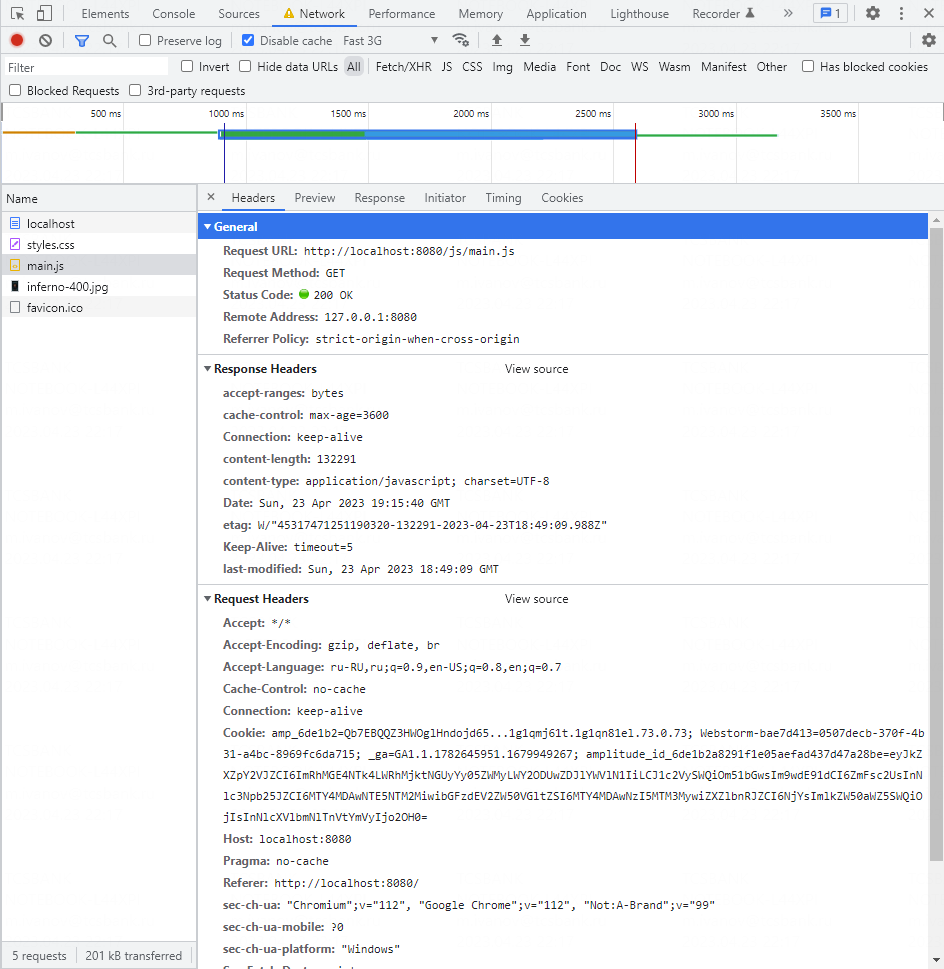 Elements Console Sources Network Performance Memory Application Lighthouse Recorder 1
Preserve log Disable cache Fast 3G
Filter Invert Hide data URLs All Fetch/XHR JS CSS Img Media Font Doc WS Wasm Manifest Other Has blocked cookies
Blocked Requests 3rd-party requests
500 ms 1000 ms 1500 ms 2000 ms 2500 ms 3000 ms 3500 ms
Name
localhost
styles.css
main.js
inferno-400.jpg
favicon.ico
5 requests 201 kB transferred
Headers Preview Response Initiator Timing Cookies
General
Request URL: http://localhost:8080/js/main.js
Request Method: GET
Status Code: 200 OK
Remote Address: 127.0.0.1:8080
Referrer Policy: strict-origin-when-cross-origin
Response Headers View source
accept-ranges: bytes
cache-control: max-age=3600
Connection: keep-alive
content-length: 132291
content-type: application/javascript; charset=UTF-8
Date: Sun, 23 Apr 2023 19:15:40 GMT
etag: W/"45317471251190320-132291-2023-04-23T18:49:09.988Z"
Keep-Alive: timeout=5
last-modified: Sun, 23 Apr 2023 18:49:09 GMT
Request Headers View source
Accept: */*
Accept-Encoding: gzip, deflate, br
Accept-Language: ru-RU,ru;q=0.9,en-US;q=0.8,en;q=0.7
Cache-Control: no-cache
Connection: keep-alive
Cookie: amp_6de1b2=Qb7EBQQZ3HWOglHndojd65...1g1qmj61t.1g1qn81el.73.0.73; Webstorm-bae7d413=0507decb-370f-4b
31-a4bc-8969fc6da715; _ga=GA1.1.1782645951.1679949267; amplitude_id_6de1b2a8291f1e05aefad437d47a28be=eyJkZ
XZpY2VJZCI6ImRhMGE4NTk4LWRhMjktNGUyYy05ZWMyLWY2ODUwZDJlYWVlN1IiLCJ1c2VySWQiOm51bGwsIm9wdE91dCI6ZmFsc2UsInN
lc3Npb25JZCI6MTY4MDAwNTE5NTM2MiwibGFzdEV2ZW50VGltZSI6MTY4MDAwNzI5MTM3MywiZXZlbnRJZCI6NjYsImlkZW50aWZ5SWQiO
jIsInNlcXVlbmNlTnVtYmVyIjo2OH0=
Host: localhost:8080
Pragma: no-cache
Referer: http://localhost:8080/
sec-ch-ua: "Chromium";v="112", "Google Chrome";v="112", "Not:A-Brand";v="99"
sec-ch-ua-mobile: ?0
sec-ch-ua-platform: "Windows"